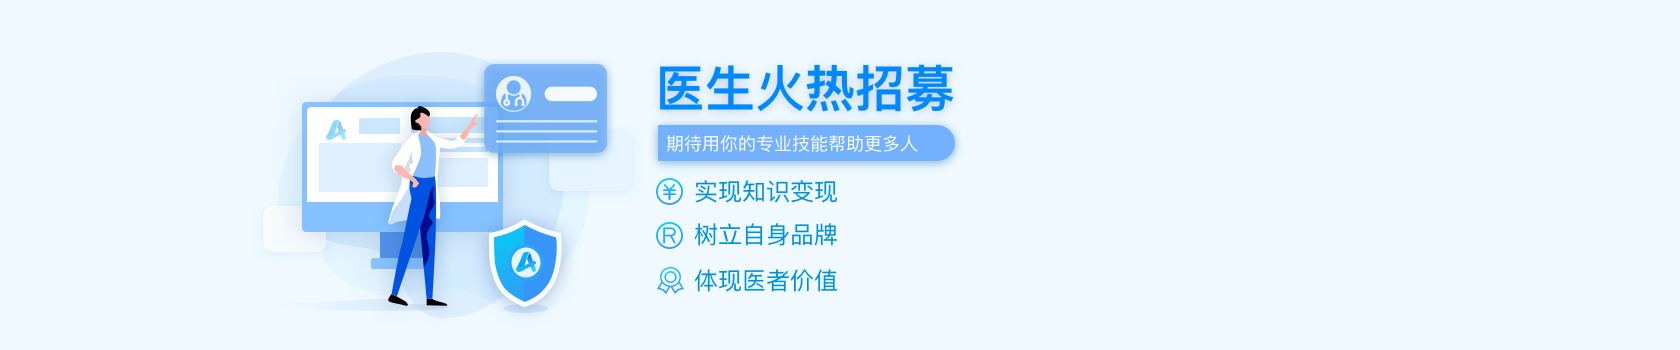 医生火热招募
期待用你的专业技能帮助更多人
实现知识变现
树立自身品牌
体现医者价值